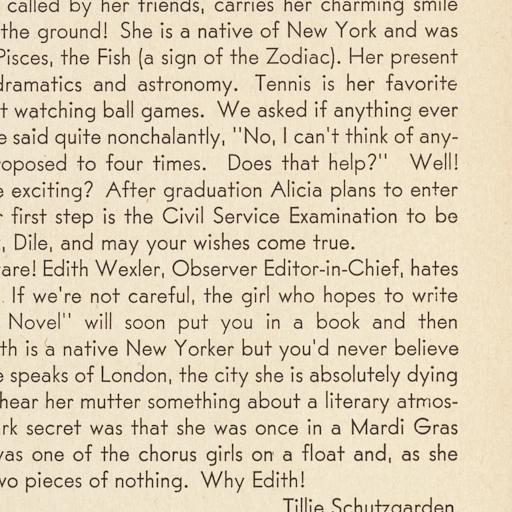 called by her friends, carries her charming smile
the ground! She is a native of New York and was
Pisces, the Fish (a sign of the Zodiac). Her present
dramatics and astronomy. Tennis is her favorite
watching ball games. We asked if anything ever
said quite nonchalantly, "No, I can't think of any-
oposed to four times. Does that help?" Well!
exciting? After graduation Alicia plans to enter
first step is the Civil Service Examination to be
, Dile, and may your wishes come true.
are! Edith Wexler, Observer Editor-in-Chief, hates
. If we're not careful, the girl who hopes to write
Novel" will soon put you in a book and then
th is a native New Yorker but you'd never believe
speaks of London, the city she is absolutely dying
hear her mutter something about a literary atmos-
rk secret was that she was once in a Mardi Gras
was one of the chorus girls on a float and, as she
wo pieces of nothing. Why Edith!
Tillie Schutzgarden